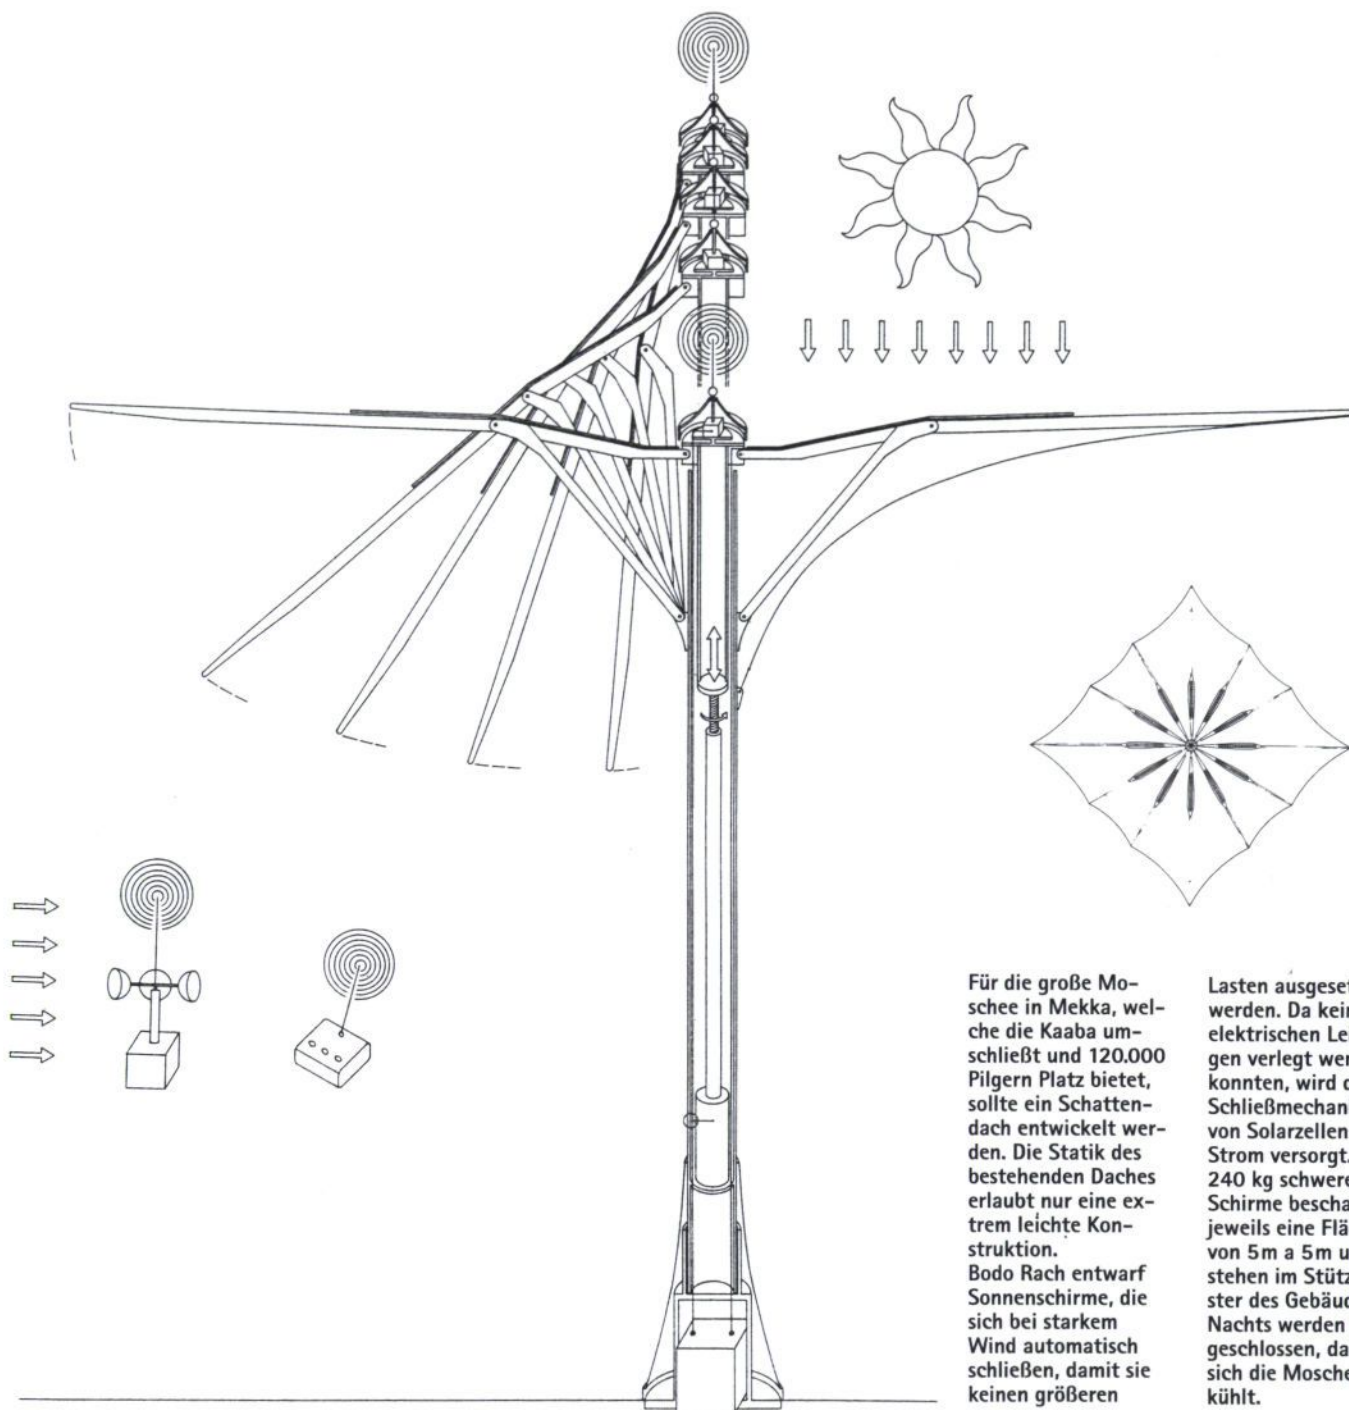 Für die große Mo-
schee in Mekka, wel-
che die Kaaba um-
schließt und 120.000
Pilgern Platz bietet,
sollte ein Schatten-
dach entwickelt wer-
den. Die Statik des
bestehenden Daches
erlaubt nur eine ex-
trem leichte Kon-
struktion.
Bodo Rach entwarf
Sonnenschirme, die
sich bei starkem
Wind automatisch
schließen, damit sie
keinen größeren
Lasten ausgeset
werden. Da kein
elektrischen Le
gen verlegt wer
konnten, wird d
Schließmechan
von Solarzellen
Strom versorgt.
240 kg schwere
Schirme bescha
jeweils eine Flä
von 5m a 5m u
stehen im Stütz
ster des Gebäud
Nachts werden
geschlossen, da
sich die Mosche
kühlt.